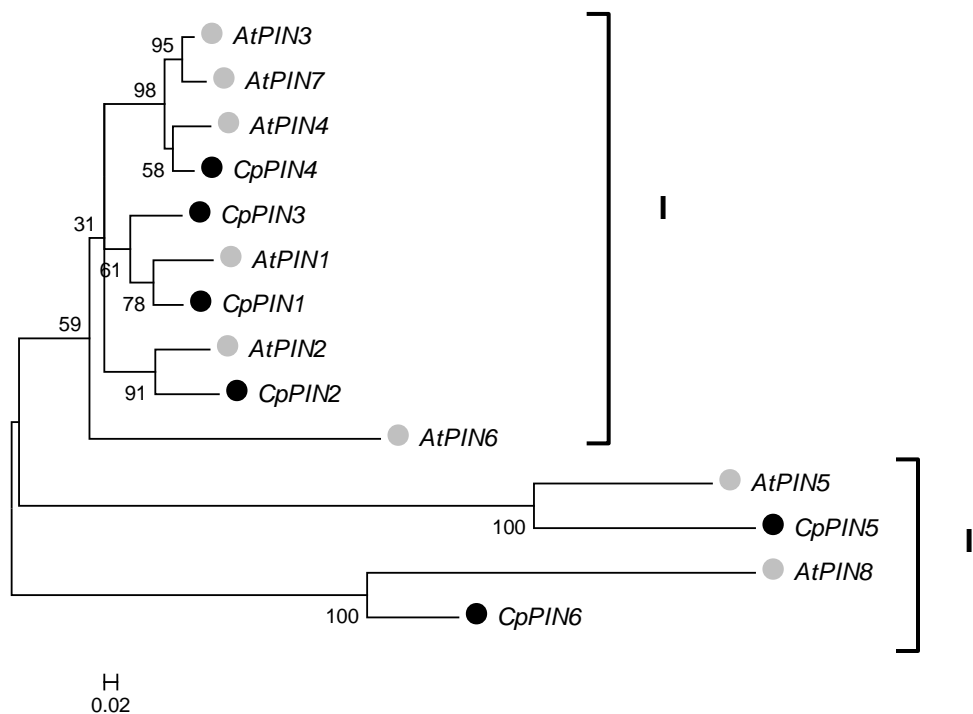 95
AtPIN3
AtPIN7
98
AtPIN4
58
CpPIN4
I
CpPIN3
31
61
AtPIN1
78
CpPIN1
59
AtPIN2
91
CpPIN2
AtPIN6
AtPIN5
100
CpPIN5
I
AtPIN8
100
CpPIN6
0.02